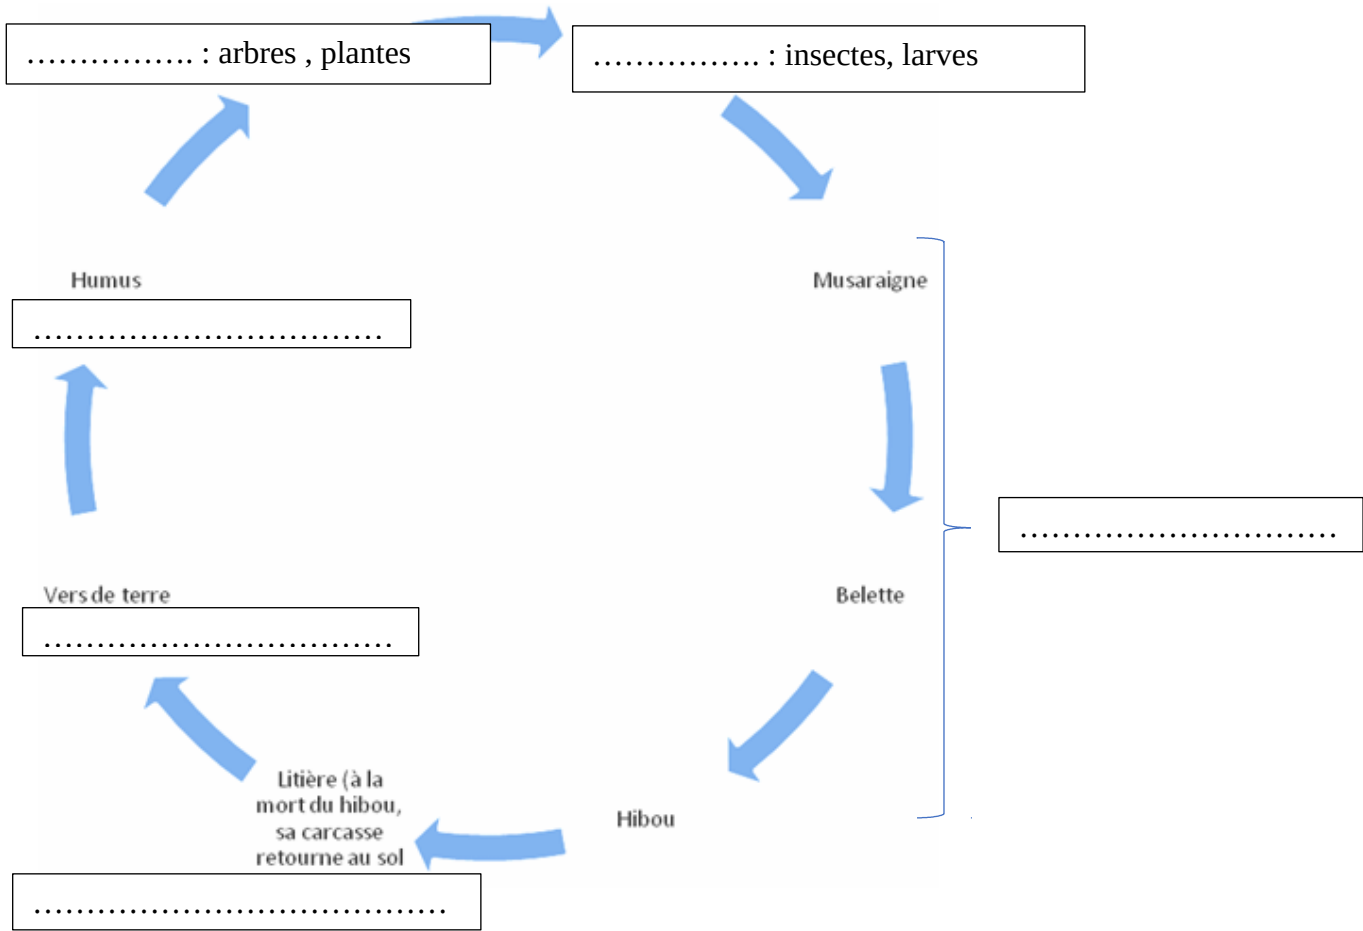 ................ : arbres , plantes
................ : insectes, larves
Humus
.................................
Musaraigne
..............................
Vers de terre
.................................
Belette
Litière (à la
mort du hibou,
sa carcasse
retourne au sol
Hibou
.......................................